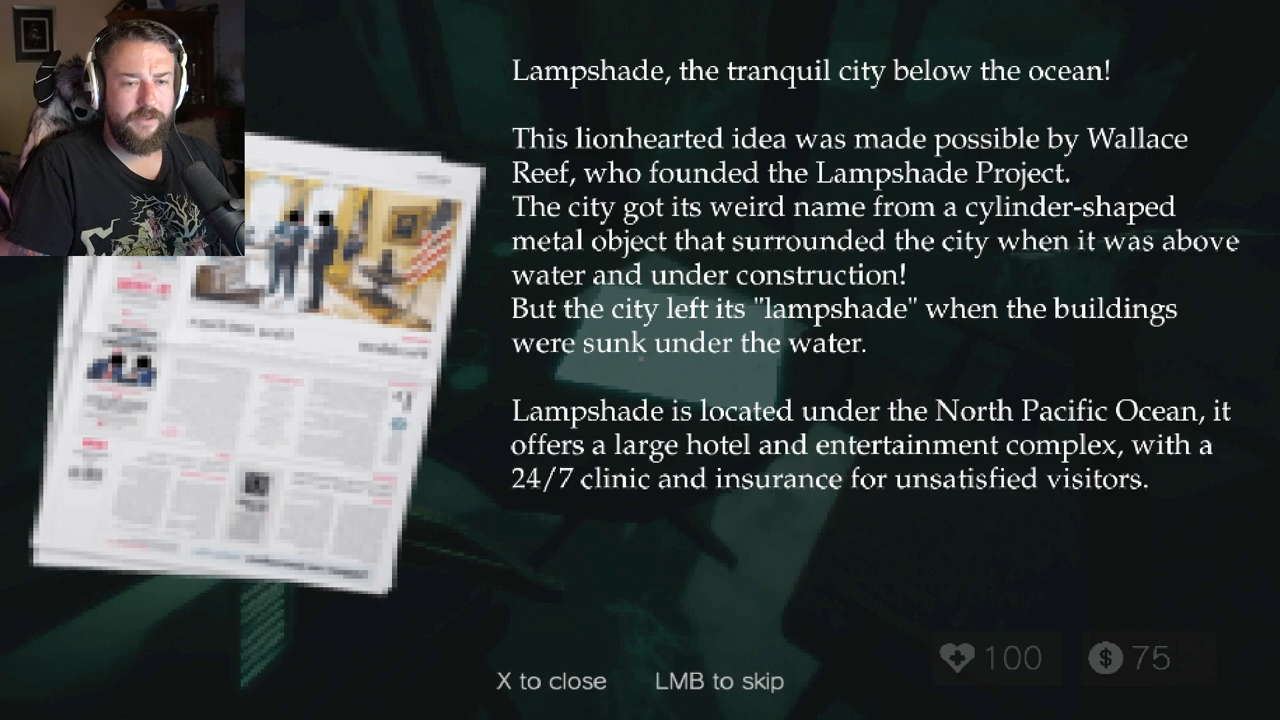 Lampshade, the tranquil city below the ocean!
This lionhearted idea was made possible by Wallace
Reef, who founded the Lampshade Project.
The city got its weird name from a cylinder-shaped
metal object that surrounded the city when it was above
water and under construction!
But the city left its "lampshade" when the buildings
were sunk under the water.
Lampshade is located under the North Pacific Ocean, it
offers a large hotel and entertainment complex, with a
24/7 clinic and insurance for unsatisfied visitors.
100 $ 75
X to close LMB to skip